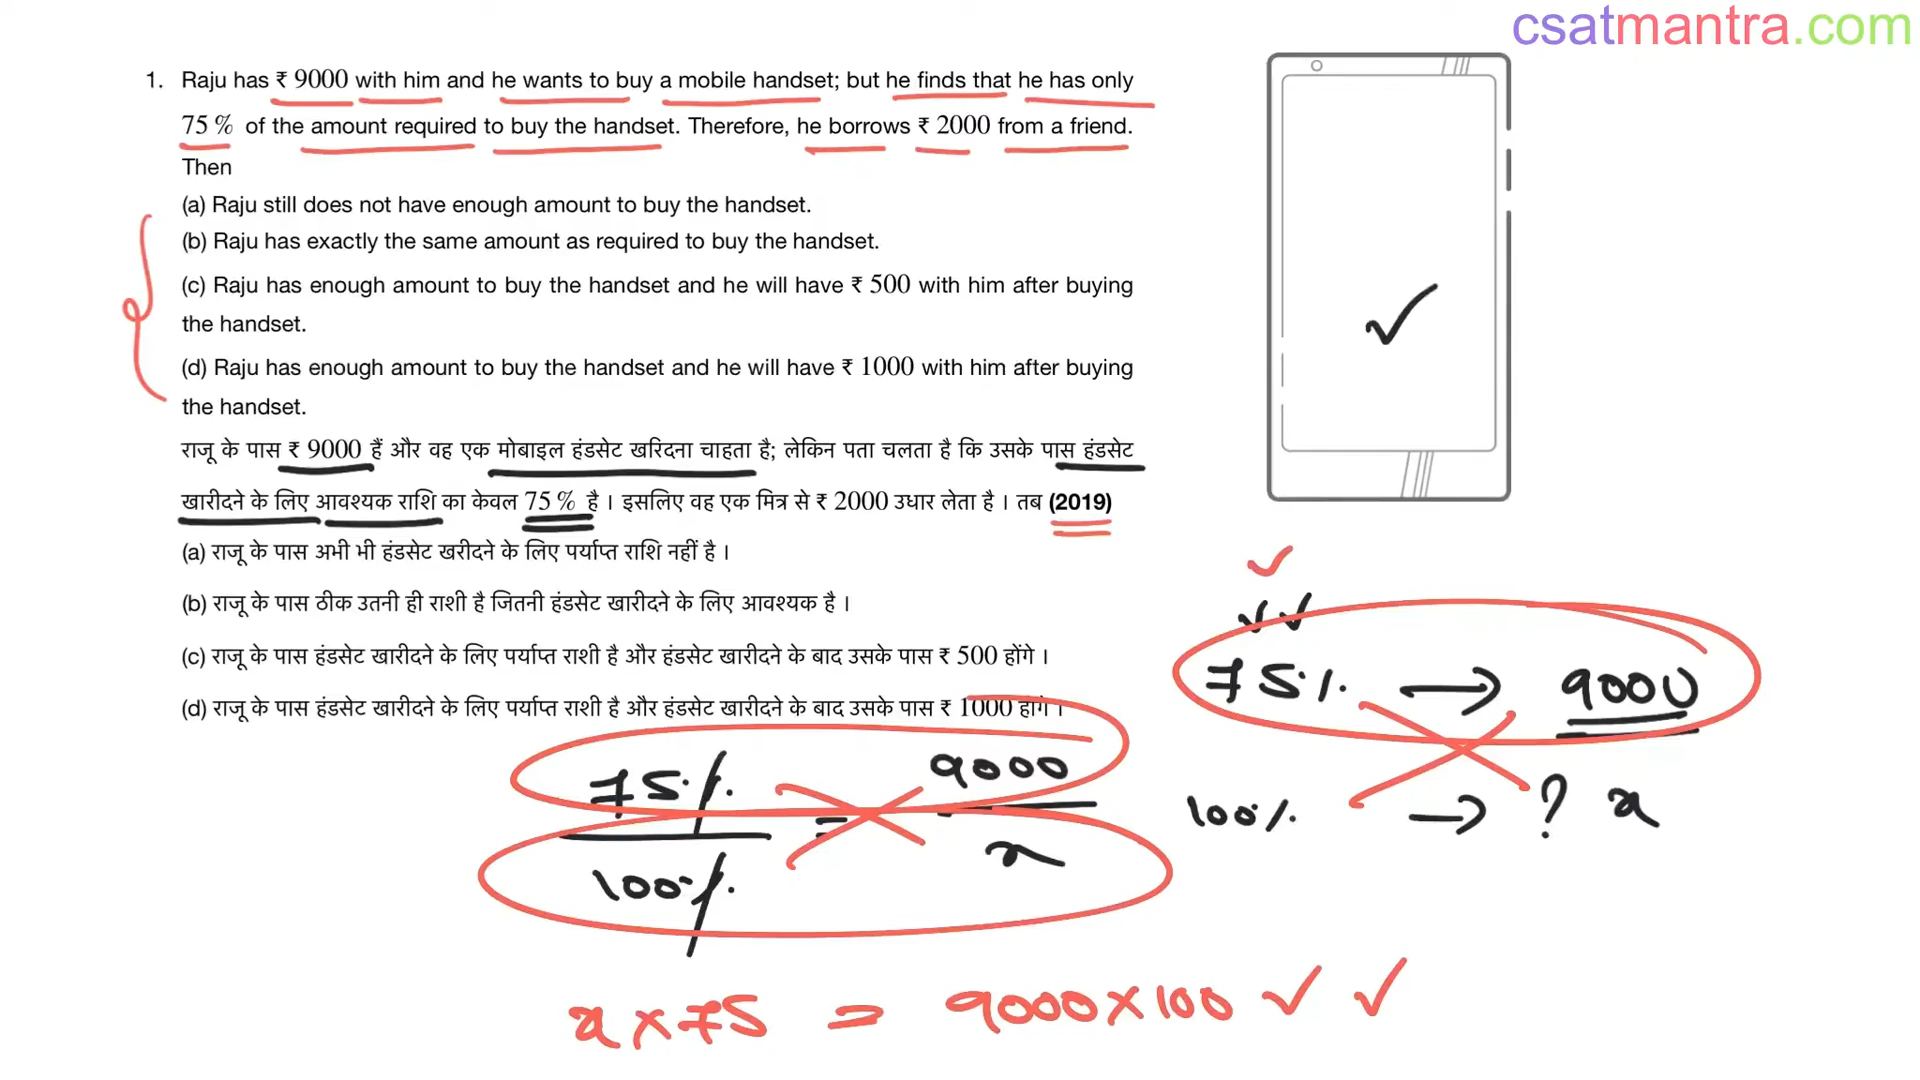 csatmantra.com
1. Raju has ₹ 9000 with him and he wants to buy a mobile handset; but he finds that he has only
75 % of the amount required to buy the handset. Therefore, he borrows ₹ 2000 from a friend.
Then
(a) Raju still does not have enough amount to buy the handset.
(b) Raju has exactly the same amount as required to buy the handset.
(c) Raju has enough amount to buy the handset and he will have ₹ 500 with him after buying
the handset.
(d) Raju has enough amount to buy the handset and he will have ₹ 1000 with him after buying
the handset.
राजू के पास ₹ 9000 हैं और वह एक मोबाइल हंडसेट खरिदना चाहता है; लेकिन पता चलता है कि उसके पास हंडसेट
खारीदने के लिए आवश्यक राशि का केवल 75 % है । इसलिए वह एक मित्र से ₹ 2000 उधार लेता है । तब (2019)
(a) राजू के पास अभी भी हंडसेट खरीदने के लिए पर्याप्त राशि नहीं है ।
(b) राजू के पास ठीक उतनी ही राशी है जितनी हंडसेट खारीदने के लिए आवश्यक है ।
(c) राजू के पास हंडसेट खारीदने के लिए पर्याप्त राशी है और हंडसेट खारीदने के बाद उसके पास ₹ 500 होंगे ।
(d) राजू के पास हंडसेट खारीदने के लिए पर्याप्त राशी है और हंडसेट खारीदने के बाद उसके पास ₹ 1000 होंगे ।
75% → 9000
100% → ? x
75% = 9000
100% x
x × 75 = 9000 × 100